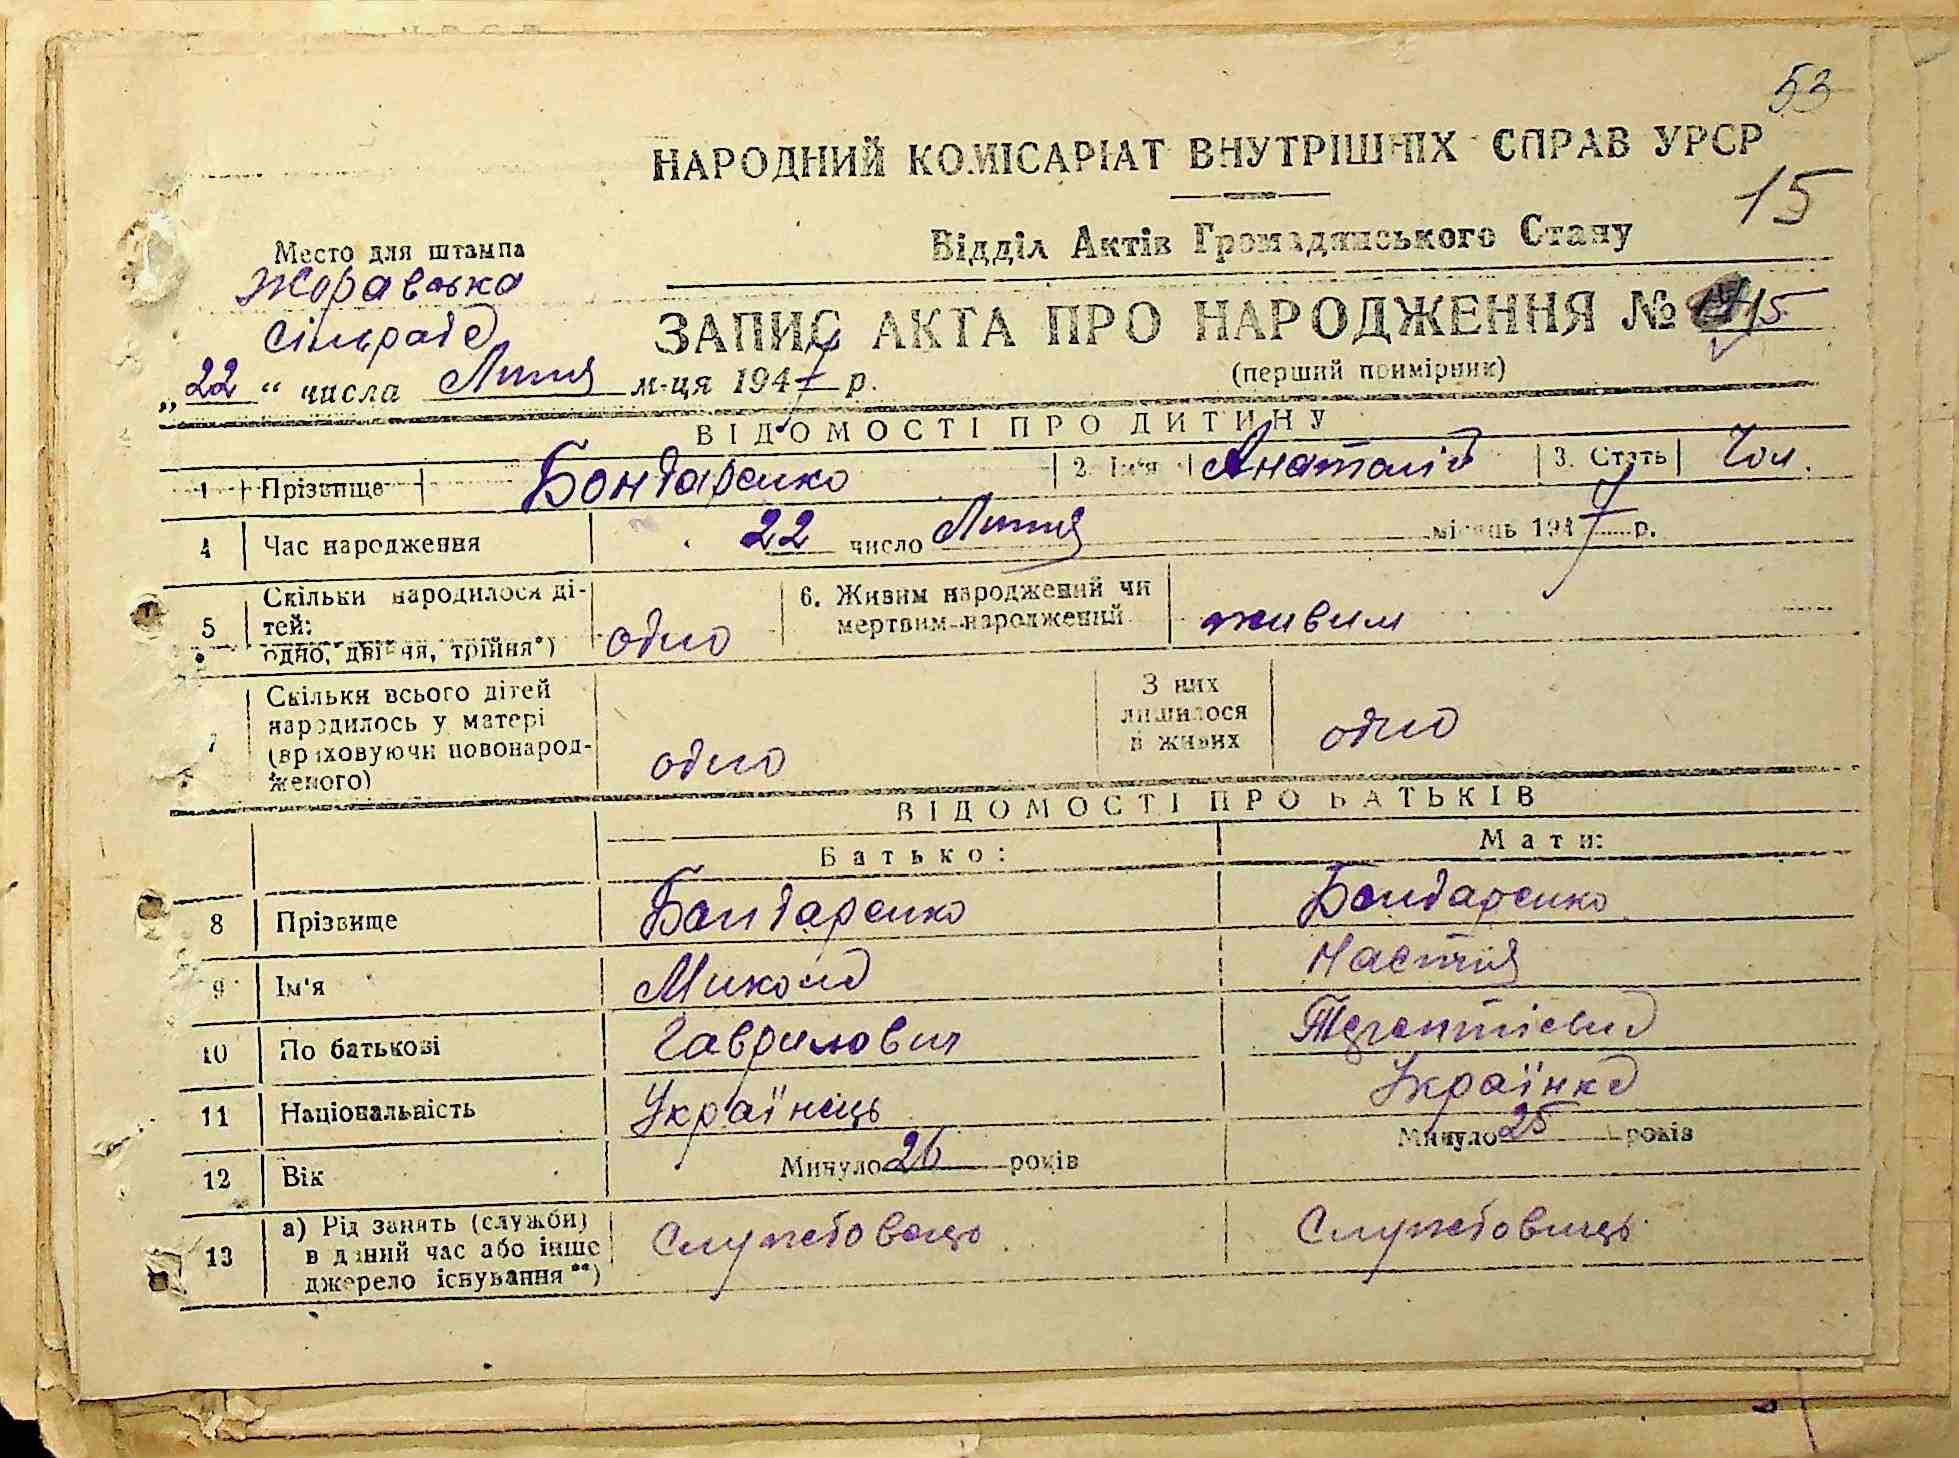 53
НАРОДНИЙ КОМІСАРІАТ ВНУТРІШНІХ СПРАВ УРСР
15
Відділ Актів Громадянського Стану
Место для штампа
Жоравська
сільрада
ЗАПИС АКТА ПРО НАРОДЖЕННЯ № 15
(перший примірник)
„22“ числа Липня м-ця 1947 р.
ВІДОМОСТІ ПРО ДИТИНУ
1 Прізвище Бондаренко 2. Ім'я Анатолій 3. Стать Чол.
4 Час народження 22 число Липня місяць 1947 р.
5 Скільки народилося ді-
тей:
одно, двійня, трійня*) одно
6. Живим народжений чи
мертвим народжений живим
7 Скільки всього дітей
народилось у матері
(враховуючи новонарод-
женого) одно
З них
лишилося
в живих одно
ВІДОМОСТІ ПРО БАТЬКІВ
Батько: Мати:
8 Прізвище Бондаренко Бондаренко
9 Ім'я Микола Настя
10 По батькові Гаврилович
11 Національність Українець Українка
12 Вік Минуло 26 років Минуло 25 років
13 а) Рід занять (служби)
в даний час або інше
джерело існування**) Службовець Службовець